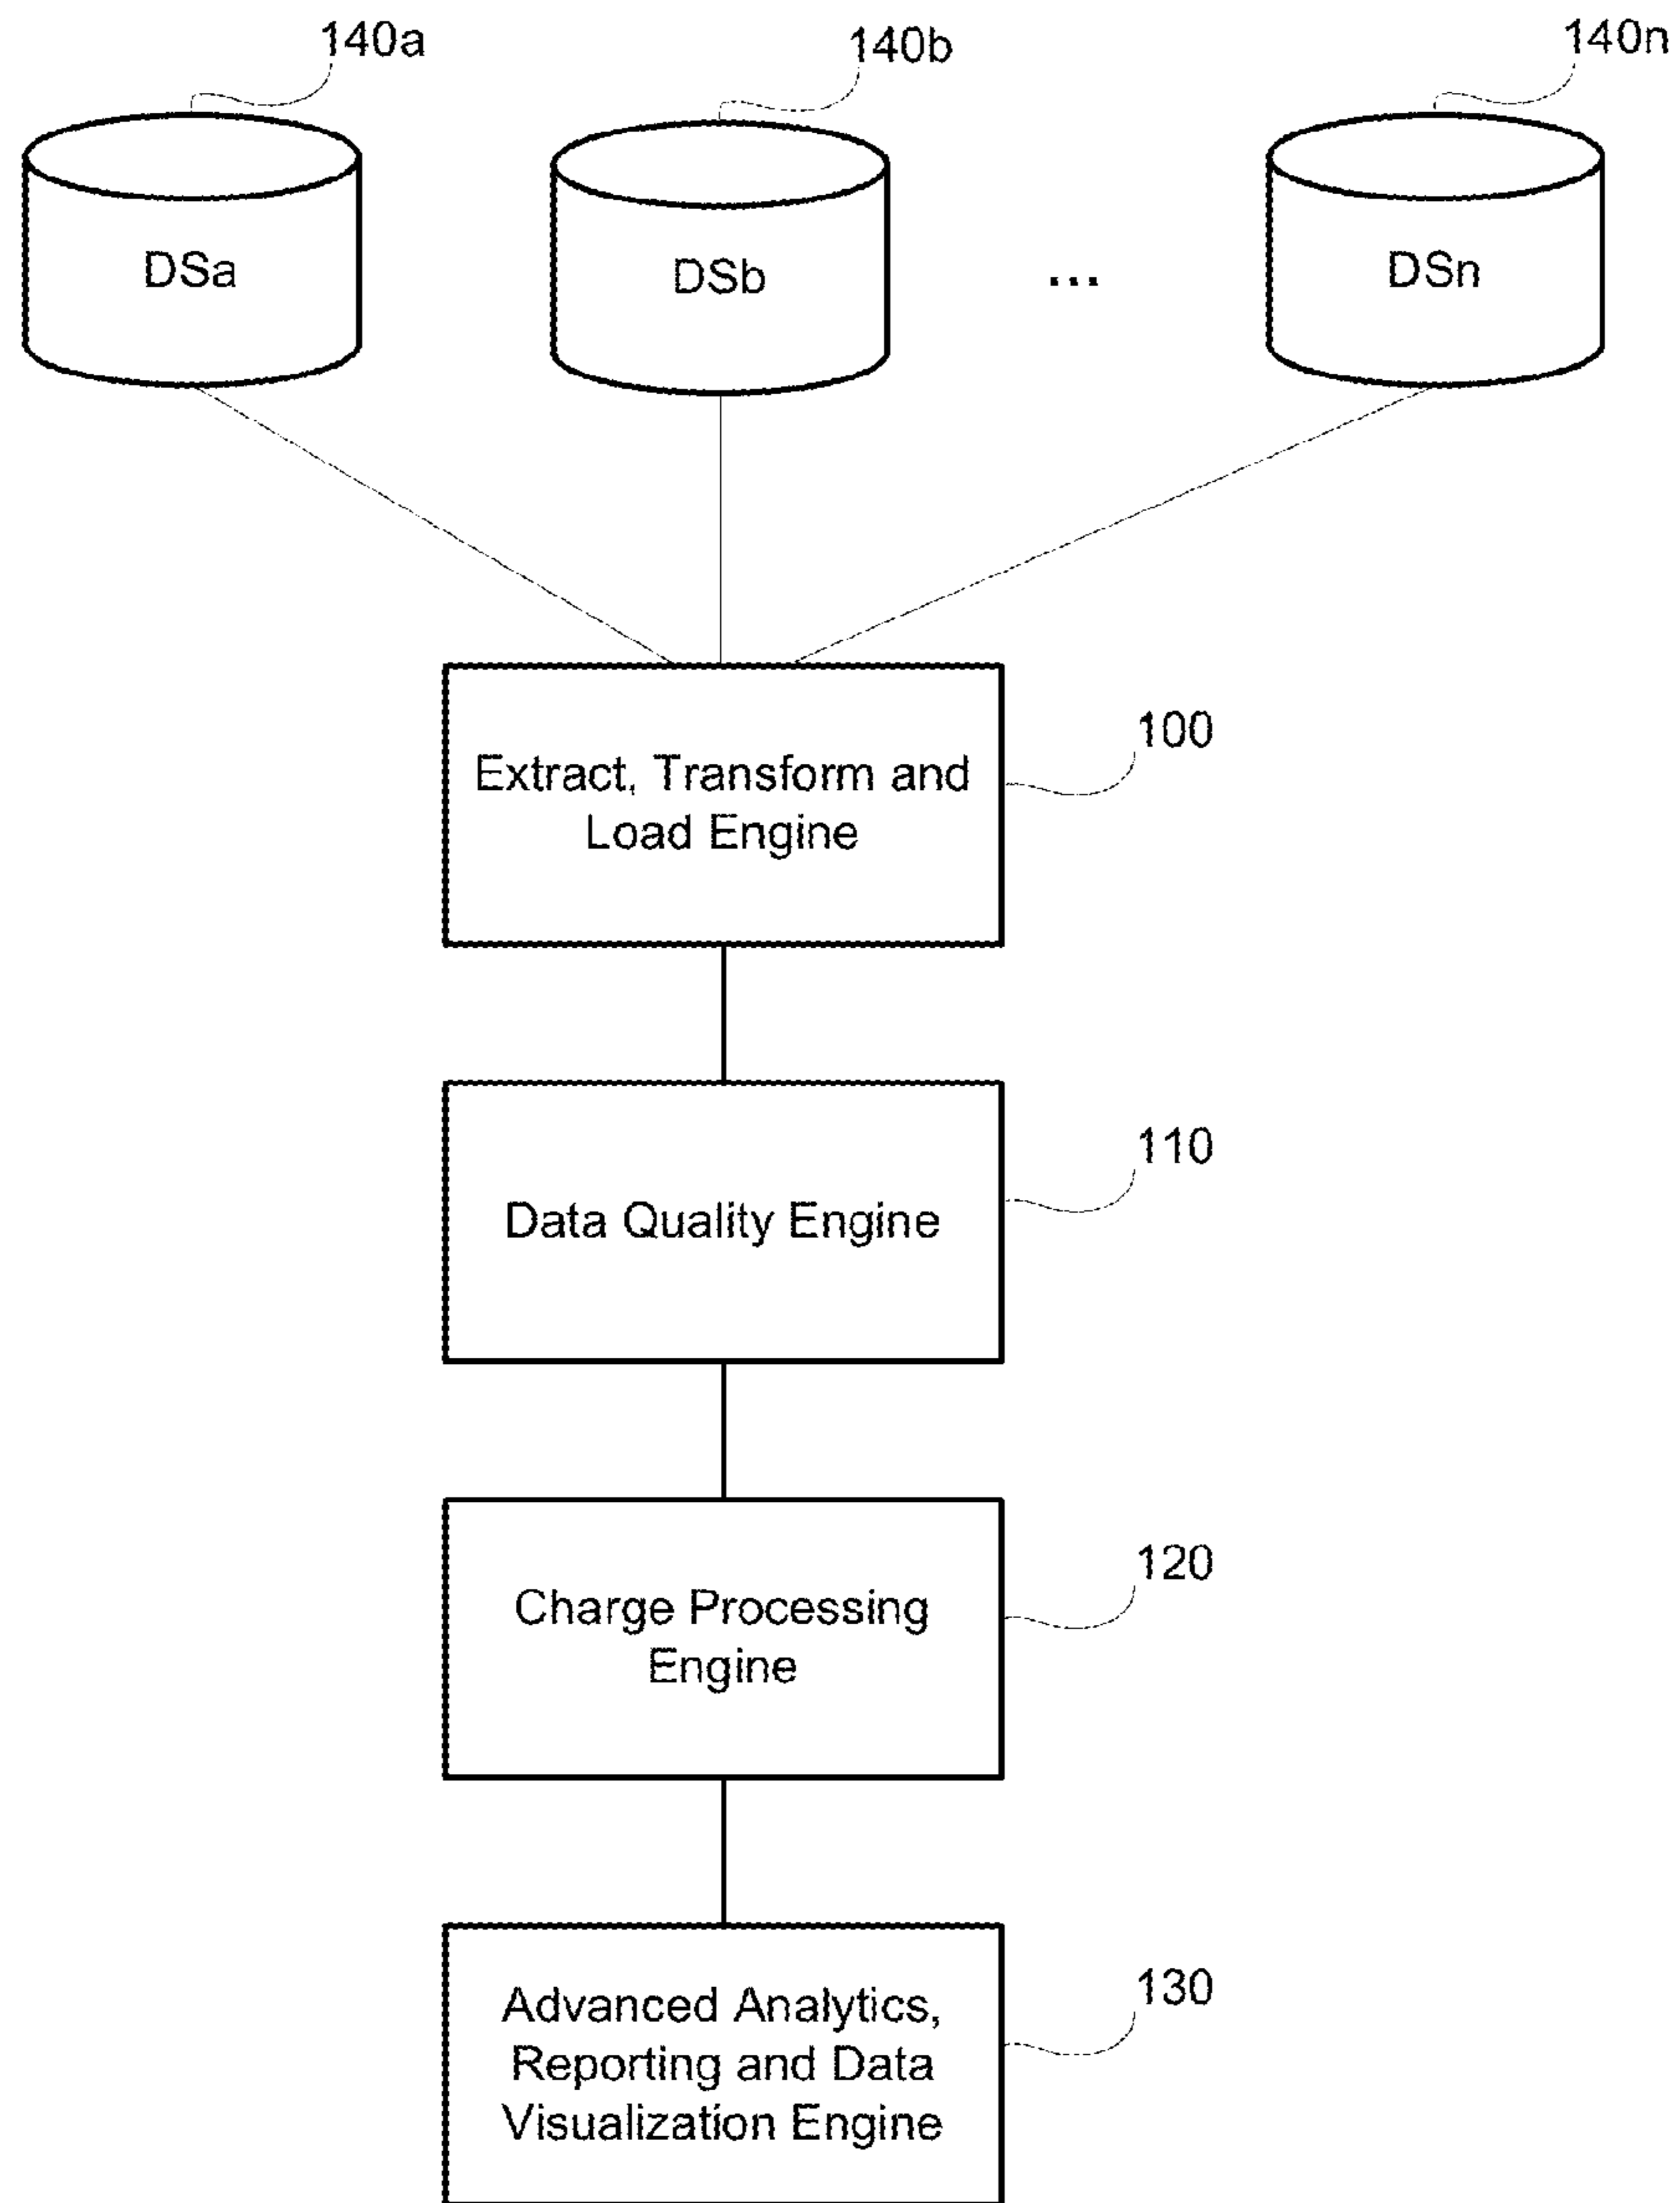 140a
140b
140n
DSa
DSb
...
DSn
100
Extract, Transform and
Load Engine
110
Data Quality Engine
120
Charge Processing
Engine
130
Advanced Analytics,
Reporting and Data
Visualization Engine